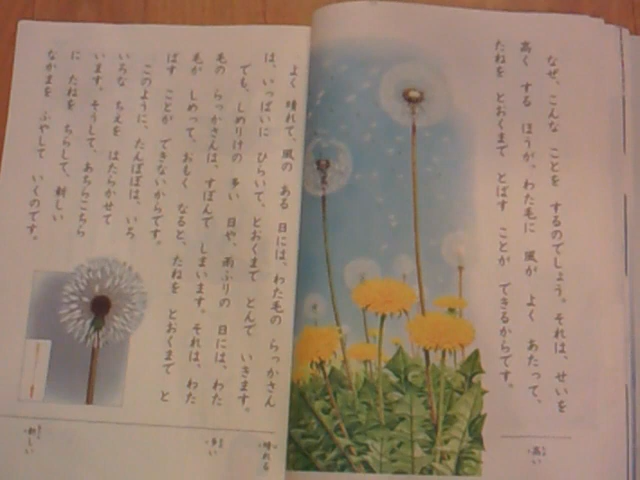 なぜ、こんな ことを するのでしょう。それは、せいを
高く する ほうが、わた毛に 風が よく あたって、
たねを とおくまで とばす ことが できるからです。
高い
よく 晴れて、風の ある 日には、わた毛の らっかさん
は、いっぱいに ひらいて、とおくまで とんで いきます。
でも、しめりけの 多い 日や、雨ふりの 日には、わた
毛の らっかさんは、すぼんで しまいます。それは、わた
毛が しめって、おもく なると、たねを とおくまで と
ばす ことが できないからです。
このように、たんぽぽは、いろ
いろな ちえを はたらかせて
います。そうして、あちらこちら
に たねを ちらして、新しい
なかまを ふやして いくのです。
晴れる
多い
新しい